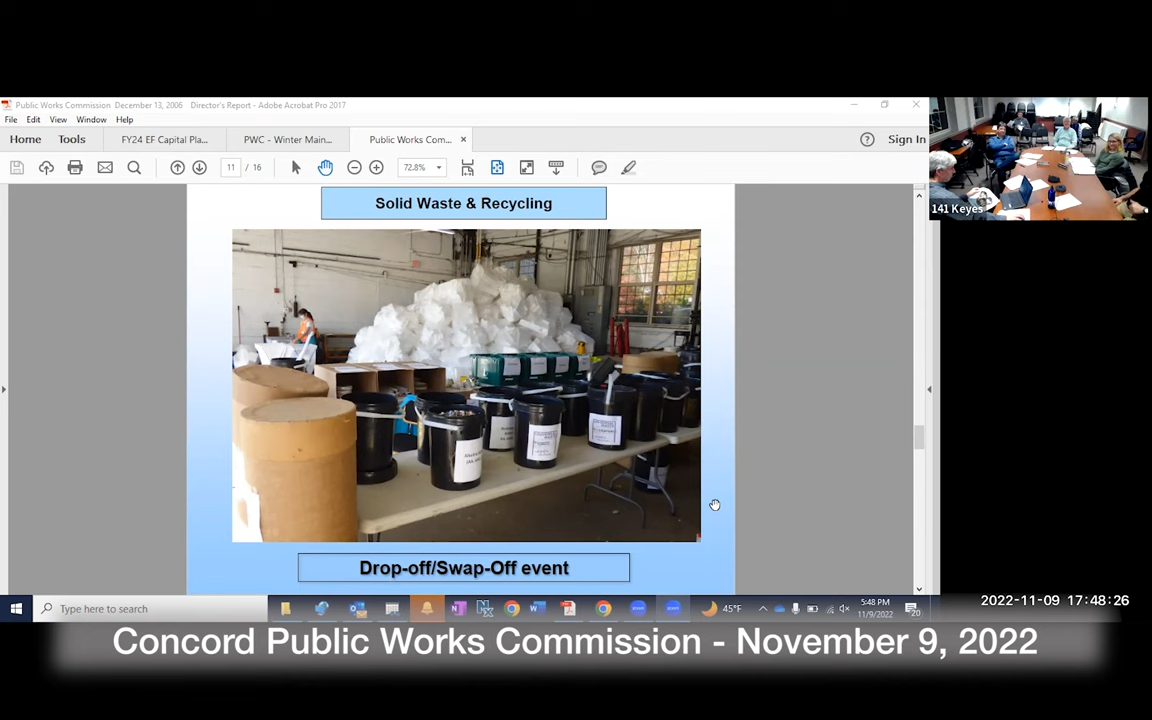 Public Works Commission December 13, 2006 Director's Report - Adobe Acrobat Pro 2017
File Edit View Window Help
Home Tools FY24 EF Capital Pla... PWC - Winter Main... Public Works Com... × Sign In
11 / 16 72.8%
Solid Waste & Recycling
141 Keyes
Drop-off/Swap-Off event
Type here to search
45°F
5:48 PM
11/9/2022
20
2022-11-09 17:48:26
Concord Public Works Commission - November 9, 2022